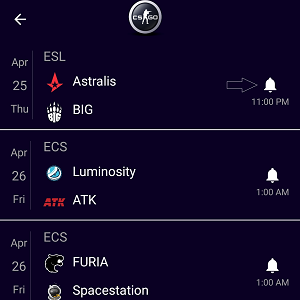 CS GO
Apr
25
Thu
ESL
Astralis
BIG
11:00 PM
Apr
26
Fri
ECS
Luminosity
ATK
ATK
1:00 AM
Apr
26
Fri
ECS
FURIA
Spacestation
1:00 AM